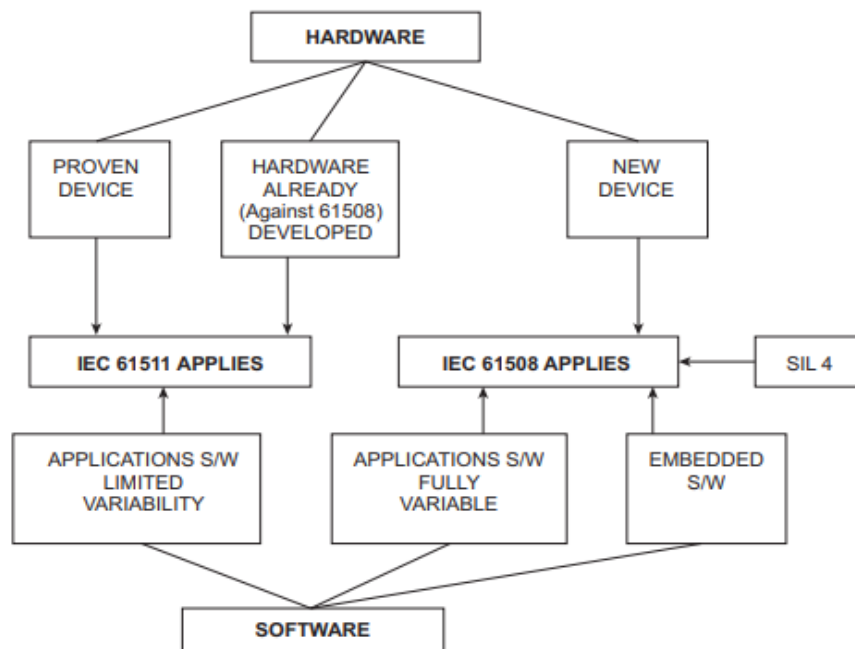 HARDWARE
PROVEN
DEVICE
HARDWARE
ALREADY
(Against 61508)
DEVELOPED
NEW
DEVICE
IEC 61511 APPLIES
IEC 61508 APPLIES
SIL 4
APPLICATIONS S/W
LIMITED
VARIABILITY
APPLICATIONS S/W
FULLY
VARIABLE
EMBEDDED
S/W
SOFTWARE